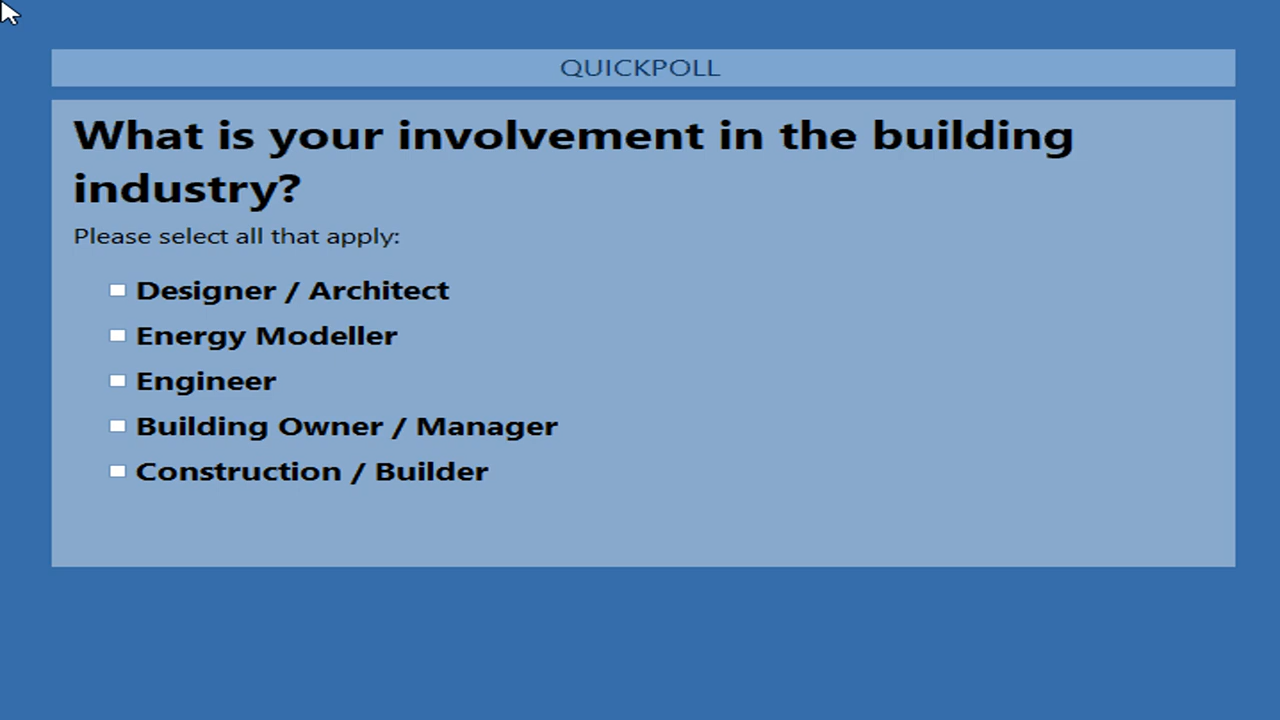 QUICKPOLL
What is your involvement in the building
industry?
Please select all that apply:
Designer / Architect
Energy Modeller
Engineer
Building Owner / Manager
Construction / Builder